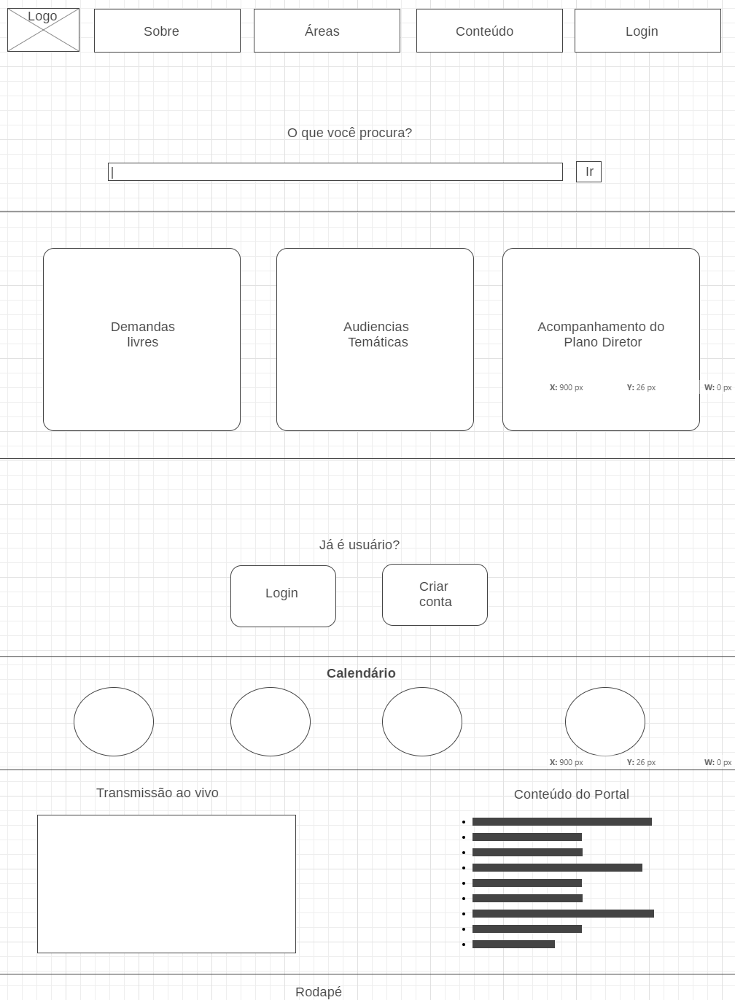 Logo
Sobre
Áreas
Conteúdo
Login
O que você procura?
Ir
Demandas
livres
Audiencias
Temáticas
Acompanhamento do
Plano Diretor
X: 900 px Y: 26 px W: 0 px
Já é usuário?
Login
Criar
conta
Calendário
X: 900 px Y: 26 px W: 0 px
Transmissão ao vivo
Conteúdo do Portal
Rodapé